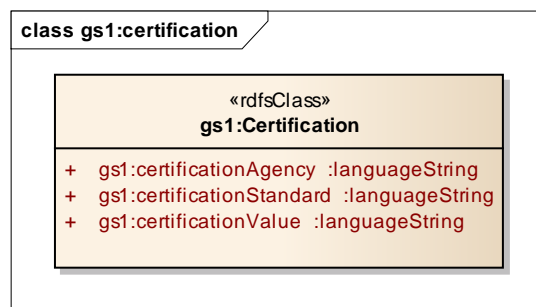 class gs1:certification
«rdfsClass»
gs1:Certification
+ gs1:certificationAgency :languageString
+ gs1:certificationStandard :languageString
+ gs1:certificationValue :languageString